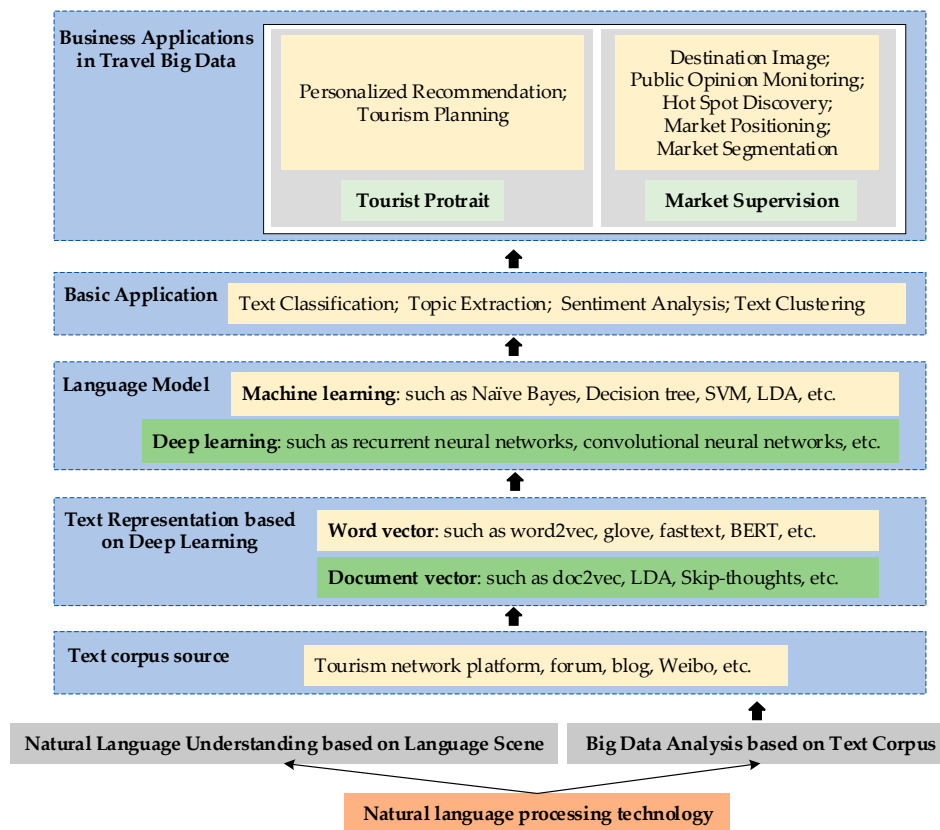 Business Applications
in Travel Big Data
Personalized Recommendation;
Tourism Planning
Tourist Protrait
Destination Image;
Public Opinion Monitoring;
Hot Spot Discovery;
Market Positioning;
Market Segmentation
Market Supervision
Basic Application
Text Classification; Topic Extraction; Sentiment Analysis; Text Clustering
Language Model
Machine learning: such as Naïve Bayes, Decision tree, SVM, LDA, etc.
Deep learning: such as recurrent neural networks, convolutional neural networks, etc.
Text Representation based
on Deep Learning
Word vector: such as word2vec, glove, fasttext, BERT, etc.
Document vector: such as doc2vec, LDA, Skip-thoughts, etc.
Text corpus source
Tourism network platform, forum, blog, Weibo, etc.
Natural Language Understanding based on Language Scene
Big Data Analysis based on Text Corpus
Natural language processing technology